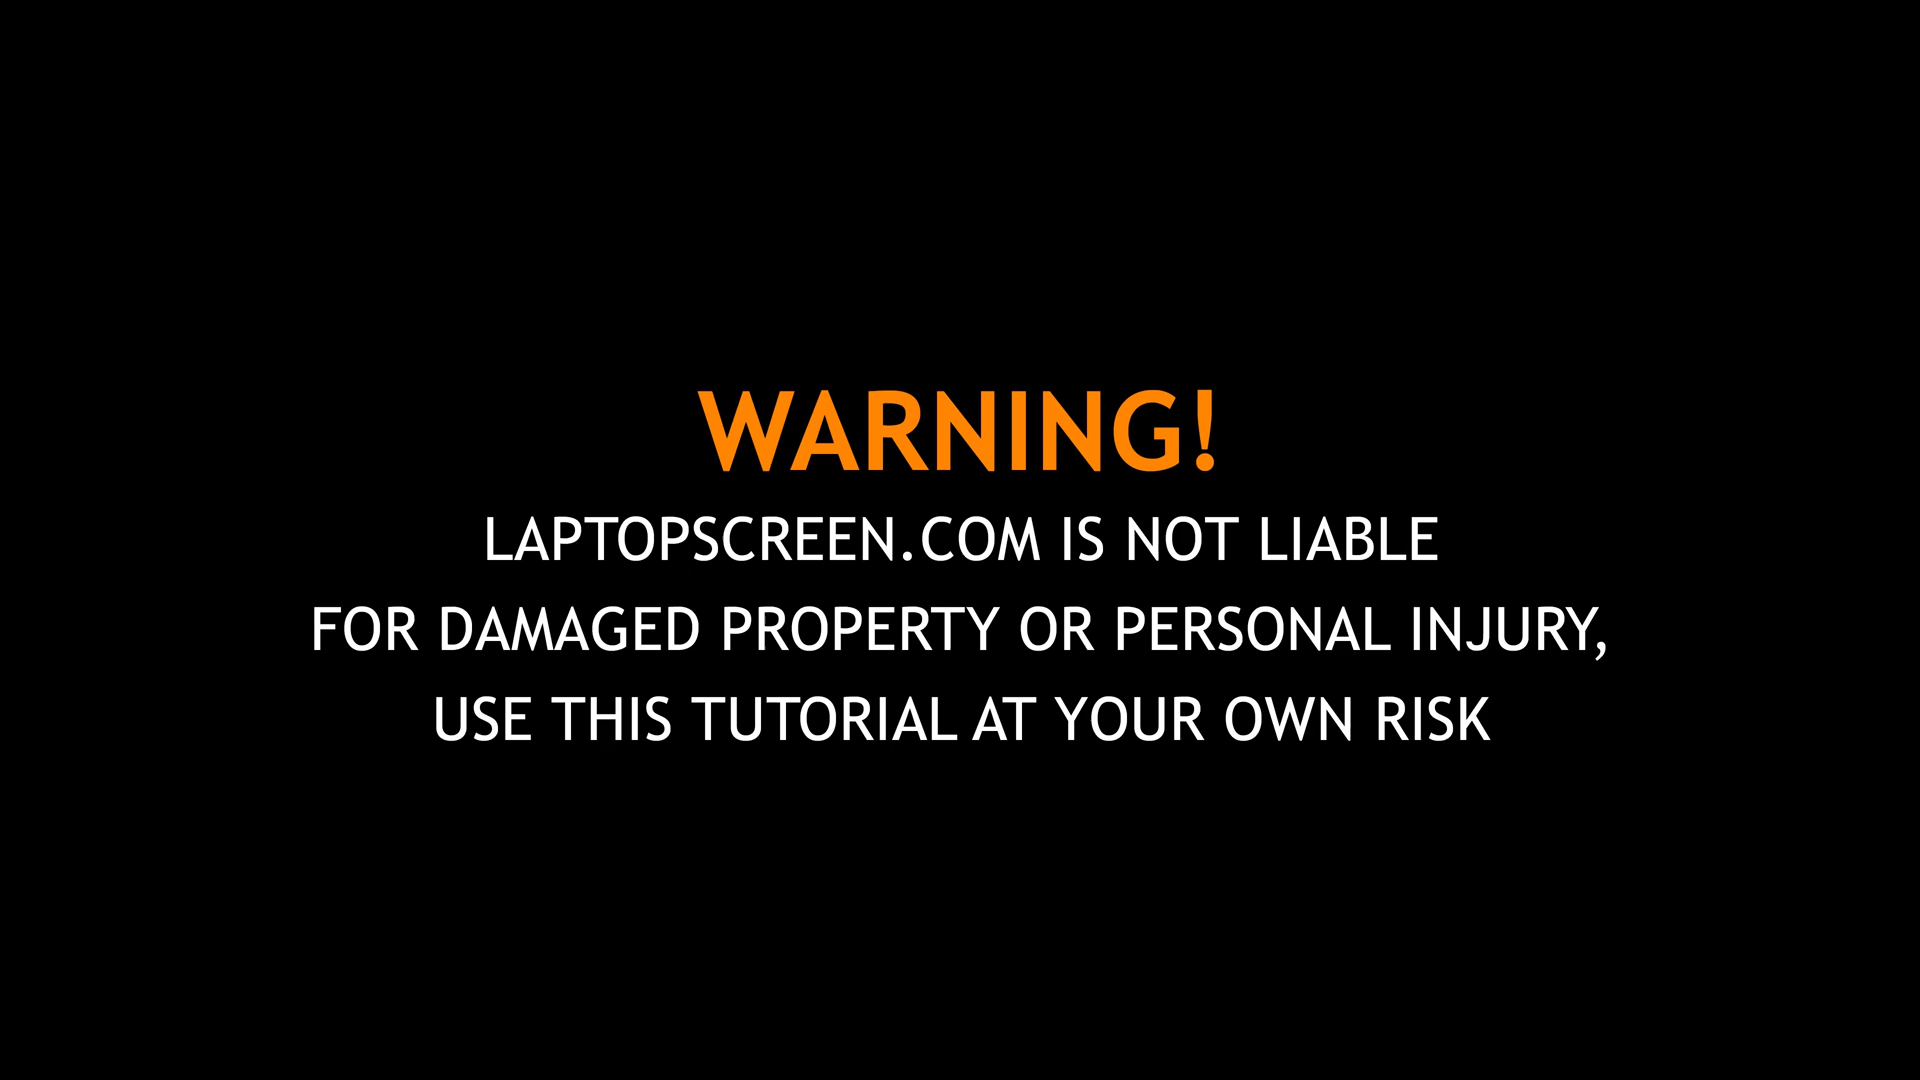 WARNING!
LAPTOPSCREEN.COM IS NOT LIABLE
FOR DAMAGED PROPERTY OR PERSONAL INJURY,
USE THIS TUTORIAL AT YOUR OWN RISK